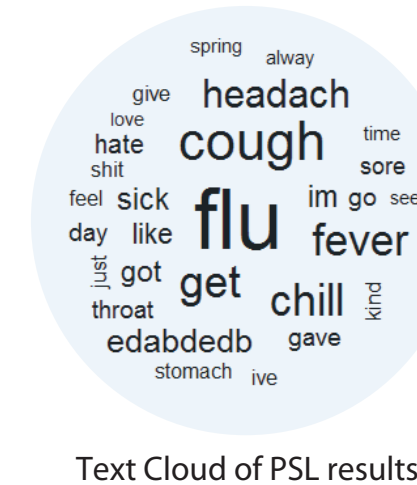 spring
alway
give headach
love
hate cough time
shit sore
feel sick flu im go see
day like fever
just got get chill kind
throat
edabdedb gave
stomach ive
Text Cloud of PSL results